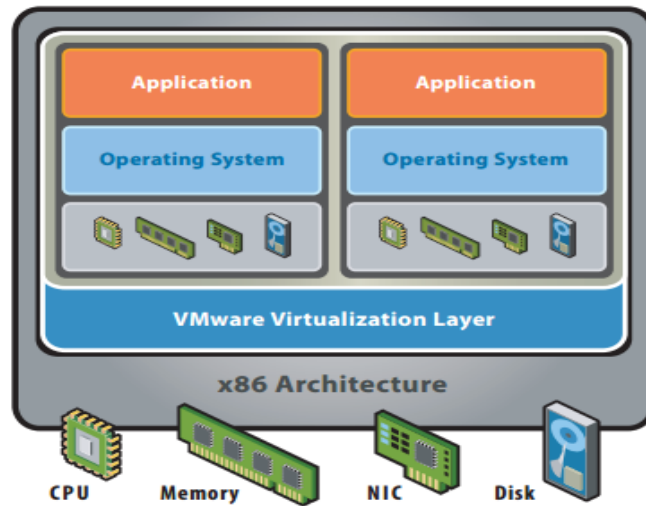 Application
Application
Operating System
Operating System
VMware Virtualization Layer
x86 Architecture
CPU
Memory
NIC
Disk